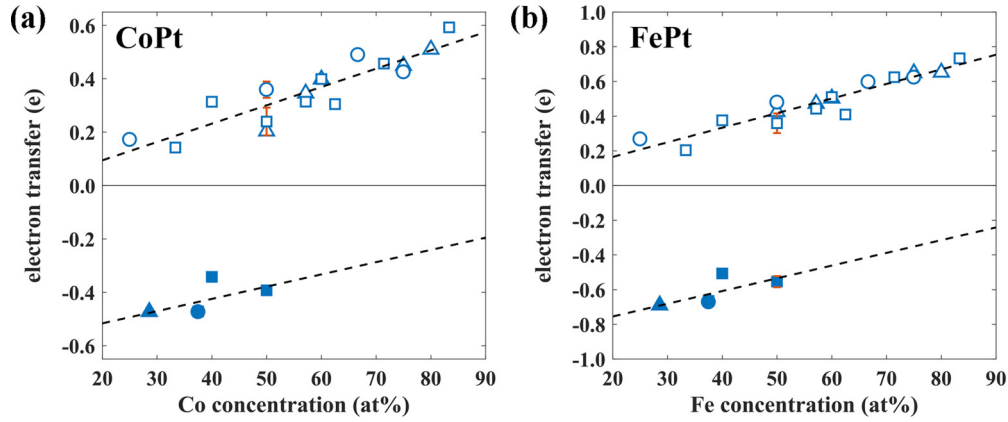 (a)
CoPt
electron transfer (e)
0.6
0.4
0.2
0.0
-0.2
-0.4
-0.6
20 30 40 50 60 70 80 90
Co concentration (at%)
(b)
FePt
electron transfer (e)
1.0
0.8
0.6
0.4
0.2
0.0
-0.2
-0.4
-0.6
-0.8
-1.0
20 30 40 50 60 70 80 90
Fe concentration (at%)